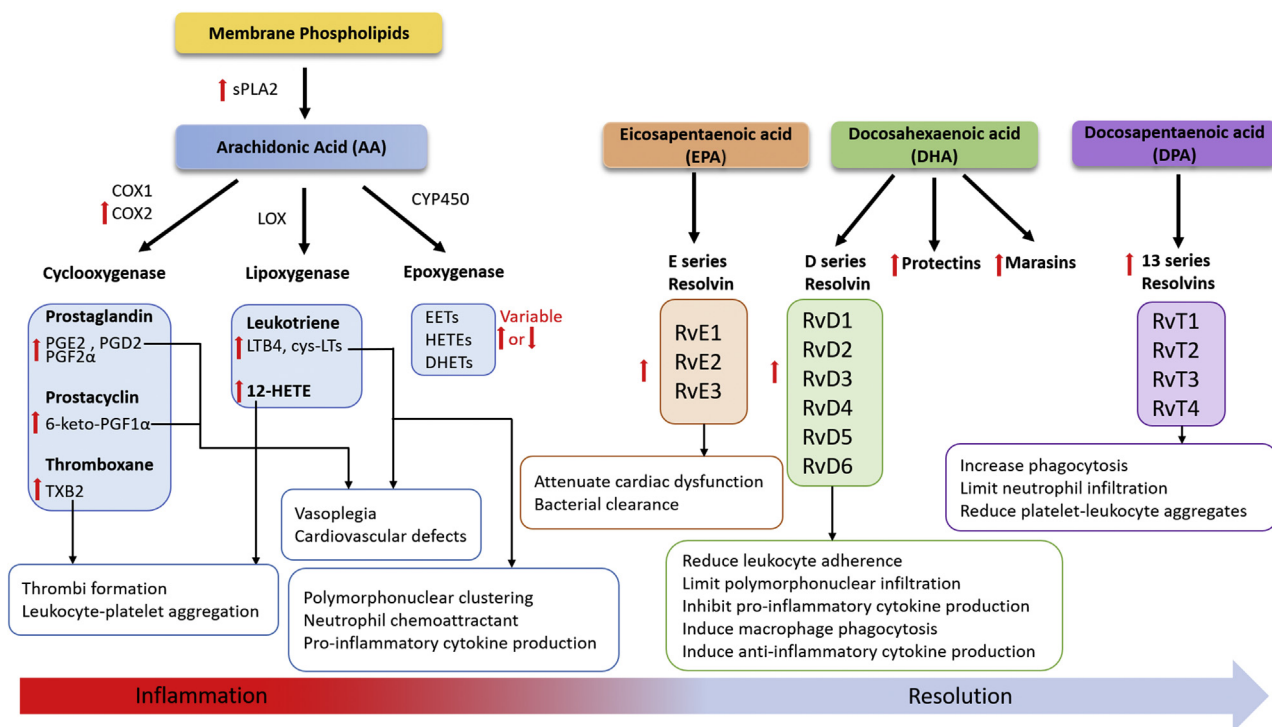 Membrane Phospholipids
sPLA2
Arachidonic Acid (AA)
COX1
COX2
LOX
CYP450
Cyclooxygenase
Lipoxygenase
Epoxygenase
Prostaglandin
PGE2 , PGD2
PGF2α
Prostacyclin
6-keto-PGF1α
Thromboxane
TXB2
Leukotriene
LTB4, cys-LTs
12-HETE
EETs
HETEs
DHETs
Variable
or
Thrombi formation
Leukocyte-platelet aggregation
Vasoplegia
Cardiovascular defects
Polymorphonuclear clustering
Neutrophil chemoattractant
Pro-inflammatory cytokine production
Eicosapentaenoic acid
(EPA)
E series
Resolvin
RvE1
RvE2
RvE3
Attenuate cardiac dysfunction
Bacterial clearance
Docosahexaenoic acid
(DHA)
D series
Resolvin
Protectins
Marasins
RvD1
RvD2
RvD3
RvD4
RvD5
RvD6
Reduce leukocyte adherence
Limit polymorphonuclear infiltration
Inhibit pro-inflammatory cytokine production
Induce macrophage phagocytosis
Induce anti-inflammatory cytokine production
Docosapentaenoic acid
(DPA)
13 series
Resolvins
RvT1
RvT2
RvT3
RvT4
Increase phagocytosis
Limit neutrophil infiltration
Reduce platelet-leukocyte aggregates
Inflammation
Resolution